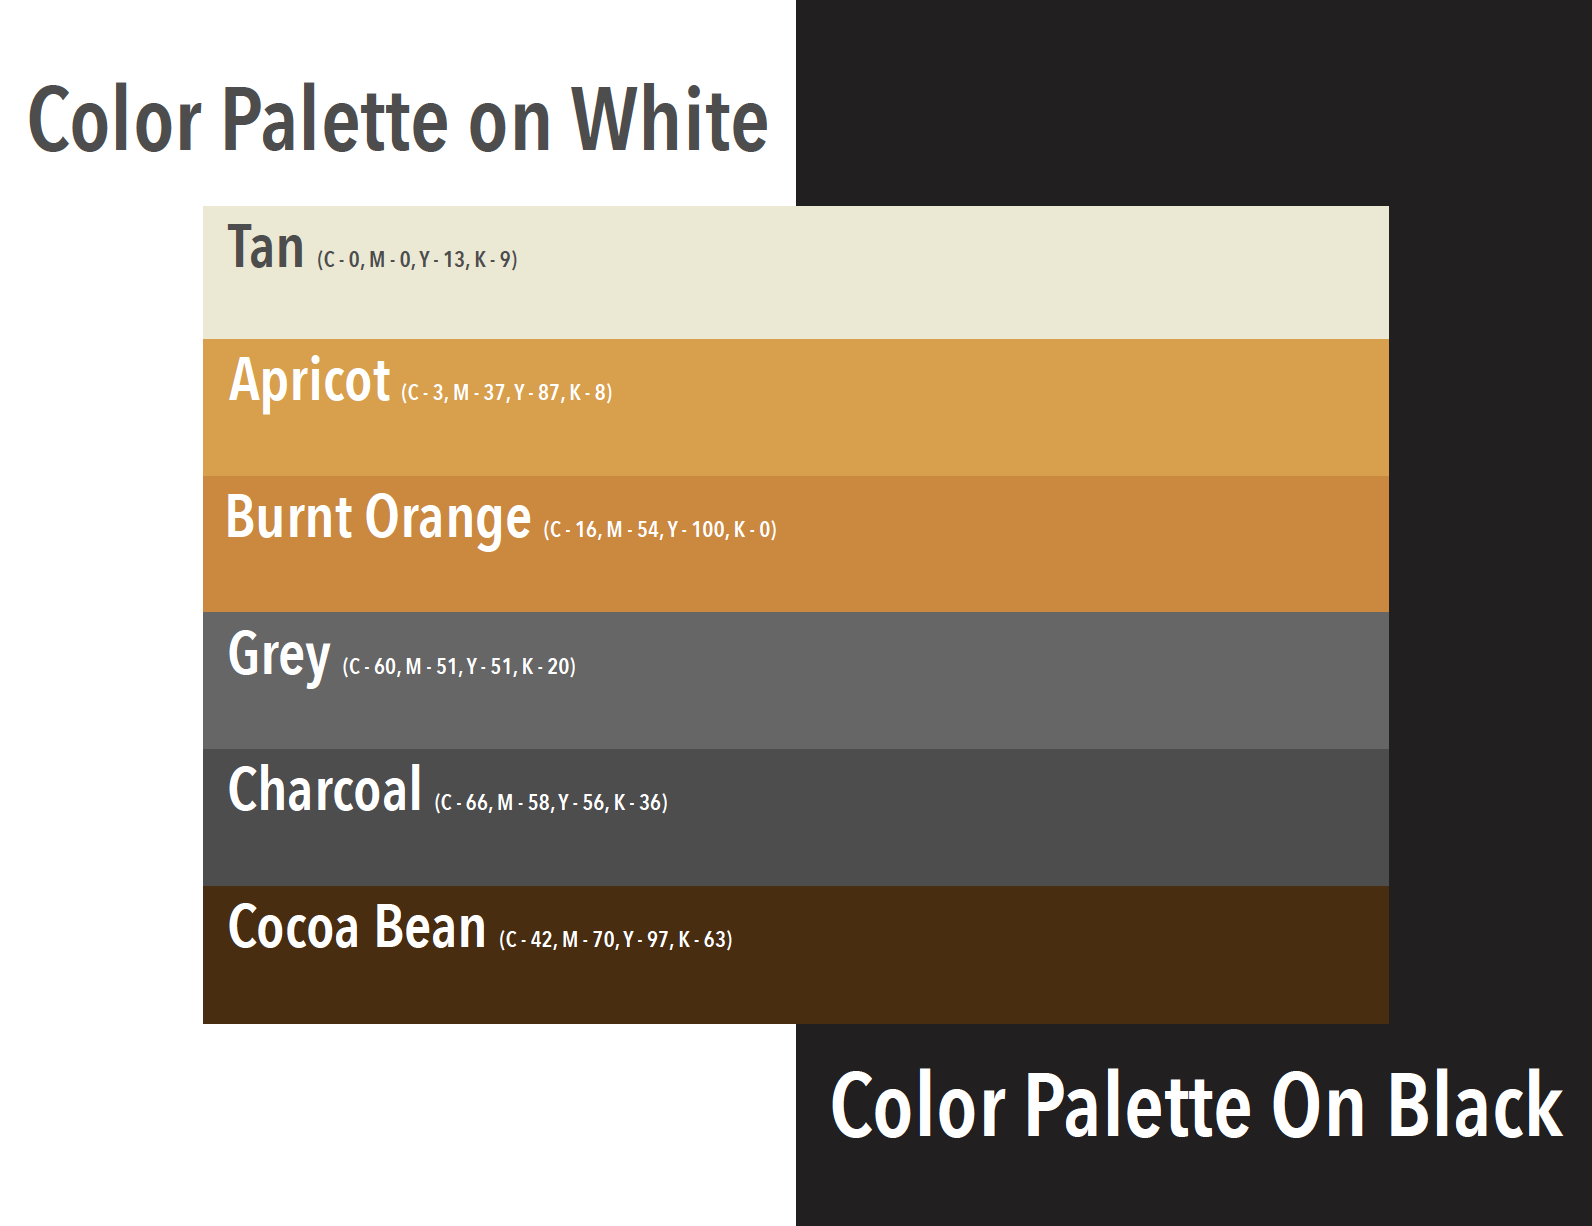 Color Palette on White
Tan (C - 0, M - 0, Y - 13, K - 9)
Apricot (C - 3, M - 37, Y - 87, K - 8)
Burnt Orange (C - 16, M - 54, Y - 100, K - 0)
Grey (C - 60, M - 51, Y - 51, K - 20)
Charcoal (C - 66, M - 58, Y - 56, K - 36)
Cocoa Bean (C - 42, M - 70, Y - 97, K - 63)
Color Palette On Black